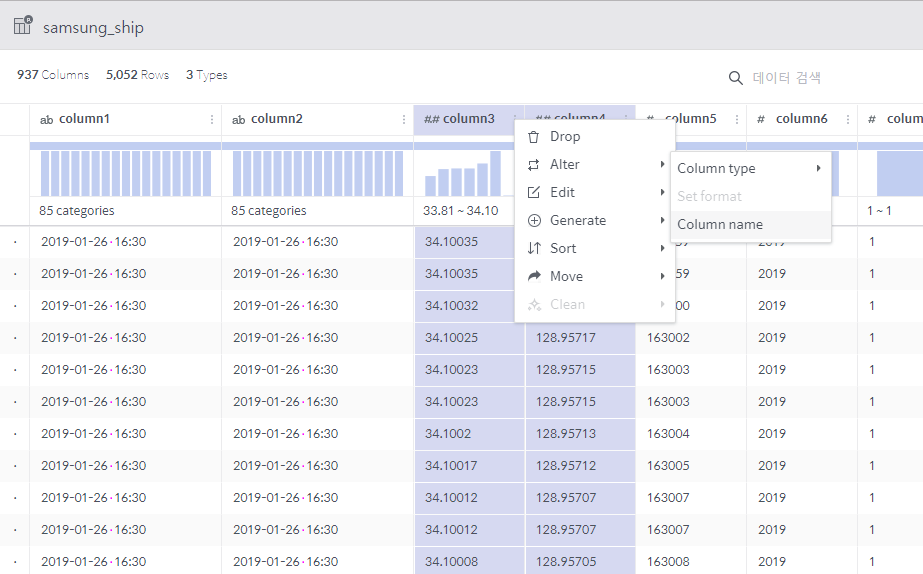 samsung_ship
937 Columns 5,052 Rows 3 Types
데이터 검색
ab column1 ab column2 ## column3 ## column4 # column5 # column6 # colum
Drop
Alter
Edit
Generate
Sort
Move
Clean
Column type
Set format
Column name
85 categories 85 categories 33.81 ~ 34.10 1 ~ 1
2019-01-26·16:30 2019-01-26·16:30 34.10035 2019 1
2019-01-26·16:30 2019-01-26·16:30 34.10035 59 2019 1
2019-01-26·16:30 2019-01-26·16:30 34.10032 00 2019 1
2019-01-26·16:30 2019-01-26·16:30 34.10025 128.95717 163002 2019 1
2019-01-26·16:30 2019-01-26·16:30 34.10023 128.95715 163003 2019 1
2019-01-26·16:30 2019-01-26·16:30 34.10023 128.95715 163003 2019 1
2019-01-26·16:30 2019-01-26·16:30 34.1002 128.95713 163004 2019 1
2019-01-26·16:30 2019-01-26·16:30 34.10017 128.95712 163005 2019 1
2019-01-26·16:30 2019-01-26·16:30 34.10012 128.95707 163007 2019 1
2019-01-26·16:30 2019-01-26·16:30 34.10012 128.95707 163007 2019 1
2019-01-26·16:30 2019-01-26·16:30 34.10008 128.95705 163008 2019 1